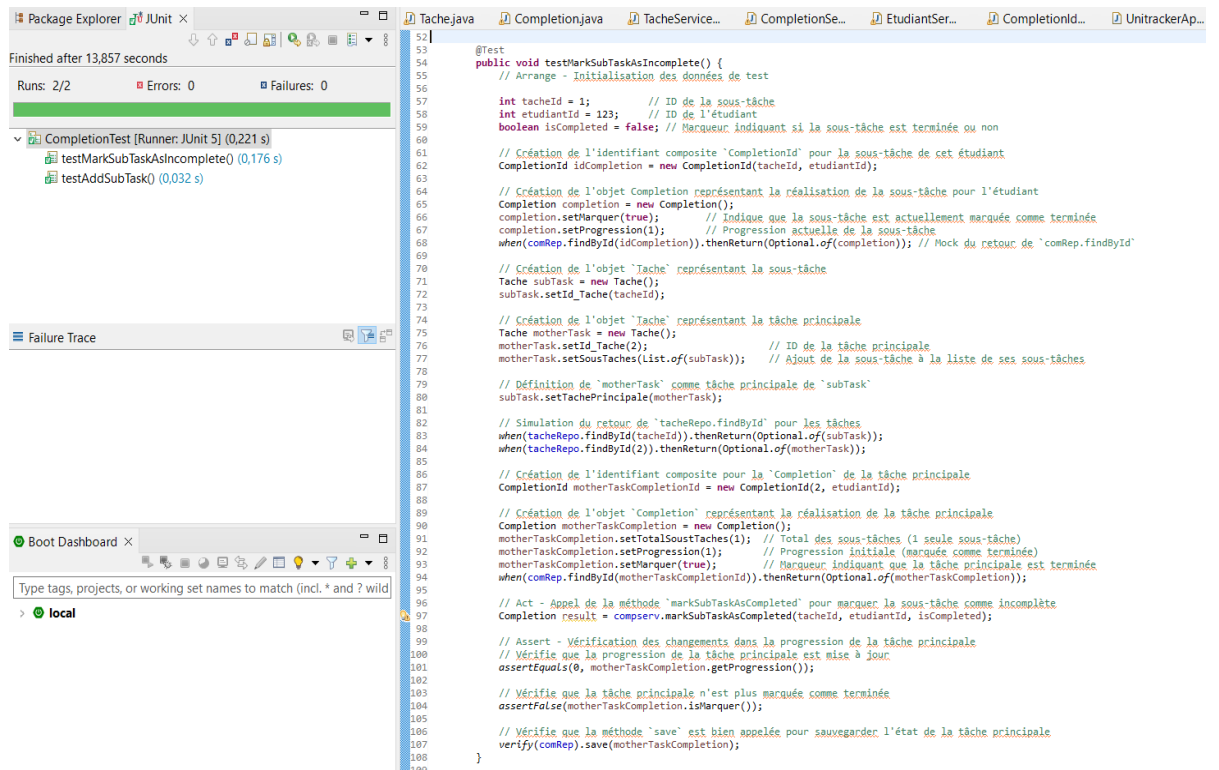 Package Explorer JUnit ×
Finished after 13,857 seconds
Runs: 2/2 Errors: 0 Failures: 0
CompletionTest [Runner: JUnit 5] (0,221 s)
testMarkSubTaskAsIncomplete() (0,176 s)
testAddSubTask() (0,032 s)
Failure Trace
Boot Dashboard ×
Type tags, projects, or working set names to match (incl. * and ? wild
local
Tache.java Completion.java TacheService... CompletionSe... EtudiantSer... CompletionId... UnitrackerAp...
52
53 @Test
54 public void testMarkSubTaskAsIncomplete() {
55 // Arrange - Initialisation des données de test
56
57 int tacheId = 1; // ID de la sous-tâche
58 int etudiantId = 123; // ID de l'étudiant
59 boolean isCompleted = false; // Marqueur indiquant si la sous-tâche est terminée ou non
60
61 // Création de l'identifiant composite `CompletionId` pour la sous-tâche de cet étudiant
62 CompletionId idCompletion = new CompletionId(tacheId, etudiantId);
63
64 // Création de l'objet Completion représentant la réalisation de la sous-tâche pour l'étudiant
65 Completion completion = new Completion();
66 completion.setMarquer(true); // Indique que la sous-tâche est actuellement marquée comme terminée
67 completion.setProgression(1); // Progression actuelle de la sous-tâche
68 when(comRep.findById(idCompletion)).thenReturn(Optional.of(completion)); // Mock du retour de `comRep.findById`
69
70 // Création de l'objet `Tache` représentant la sous-tâche
71 Tache subTask = new Tache();
72 subTask.setId_Tache(tacheId);
73
74 // Création de l'objet `Tache` représentant la tâche principale
75 Tache motherTask = new Tache();
76 motherTask.setId_Tache(2); // ID de la tâche principale
77 motherTask.setSousTaches(List.of(subTask)); // Ajout de la sous-tâche à la liste de ses sous-tâches
78
79 // Définition de `motherTask` comme tâche principale de `subTask`
80 subTask.setTachePrincipale(motherTask);
81
82 // Simulation du retour de `tacheRepo.findById` pour les tâches
83 when(tacheRepo.findById(tacheId)).thenReturn(Optional.of(subTask));
84 when(tacheRepo.findById(2)).thenReturn(Optional.of(motherTask));
85
86 // Création de l'identifiant composite pour la `Completion` de la tâche principale
87 CompletionId motherTaskCompletionId = new CompletionId(2, etudiantId);
88
89 // Création de l'objet `Completion` représentant la réalisation de la tâche principale
90 Completion motherTaskCompletion = new Completion();
91 motherTaskCompletion.setTotalSoustTaches(1); // Total des sous-tâches (1 seule sous-tâche)
92 motherTaskCompletion.setProgression(1); // Progression initiale (marquée comme terminée)
93 motherTaskCompletion.setMarquer(true); // Marqueur indiquant que la tâche principale est terminée
94 when(comRep.findById(motherTaskCompletionId)).thenReturn(Optional.of(motherTaskCompletion));
95
96 // Act - Appel de la méthode `markSubTaskAsCompleted` pour marquer la sous-tâche comme incomplète
97 Completion result = compserv.markSubTaskAsCompleted(tacheId, etudiantId, isCompleted);
98
99 // Assert - Vérification des changements dans la progression de la tâche principale
100 // Vérifie que la progression de la tâche principale est mise à jour
101 assertEquals(0, motherTaskCompletion.getProgression());
102
103 // Vérifie que la tâche principale n'est plus marquée comme terminée
104 assertFalse(motherTaskCompletion.isMarquer());
105
106 // Vérifie que la méthode `save` est bien appelée pour sauvegarder l'état de la tâche principale
107 verify(comRep).save(motherTaskCompletion);
108 }
109